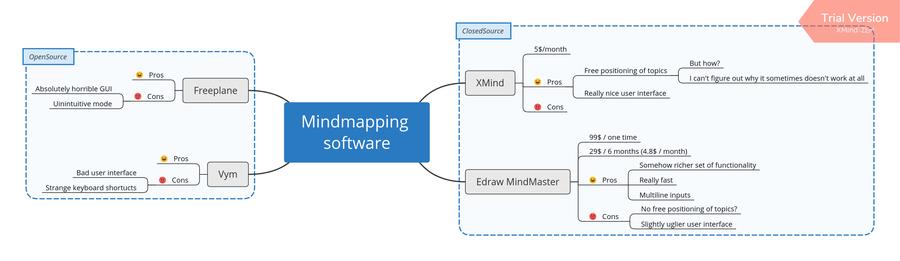 Trial Version
XMind ZEN
OpenSource
Pros
Absolutely horrible GUI
Cons
Unintuitive mode
Freeplane
Pros
Bad user interface
Cons
Strange keyboard shortucts
Vym
Mindmapping
software
ClosedSource
XMind
5$/month
Pros
Free positioning of topics
But how?
I can't figure out why it sometimes doesn't work at all
Really nice user interface
Cons
Edraw MindMaster
99$ / one time
29$ / 6 months (4.8$ / month)
Pros
Somehow richer set of functionality
Really fast
Multiline inputs
Cons
No free positioning of topics?
Slightly uglier user interface